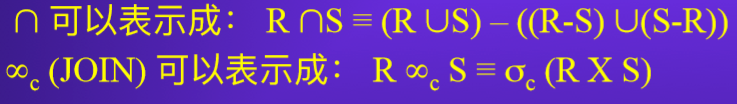 ∩ 可以表示成： R ∩S ≡ (R ∪S) – ((R-S) ∪(S-R))
∞c (JOIN) 可以表示成： R ∞c S ≡ σc (R X S)